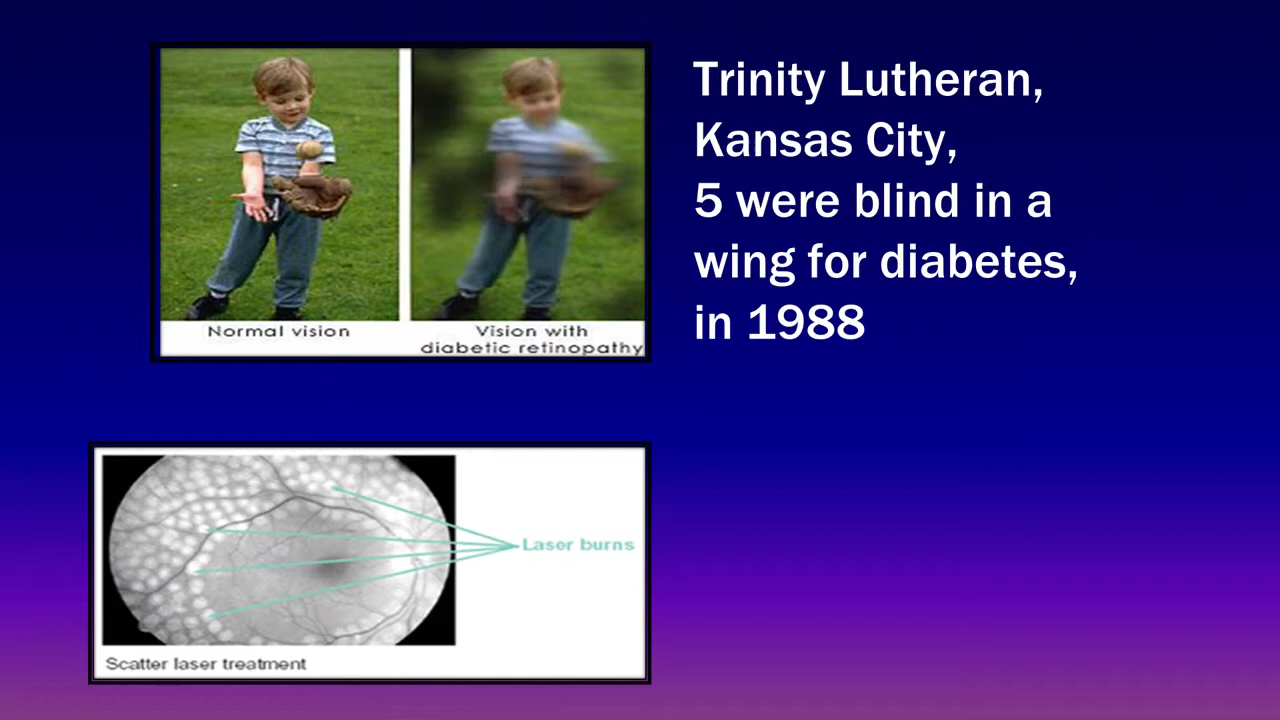 Trinity Lutheran,
Kansas City,
5 were blind in a
wing for diabetes,
in 1988
Normal vision
Vision with
diabetic retinopathy
Laser burns
Scatter laser treatment